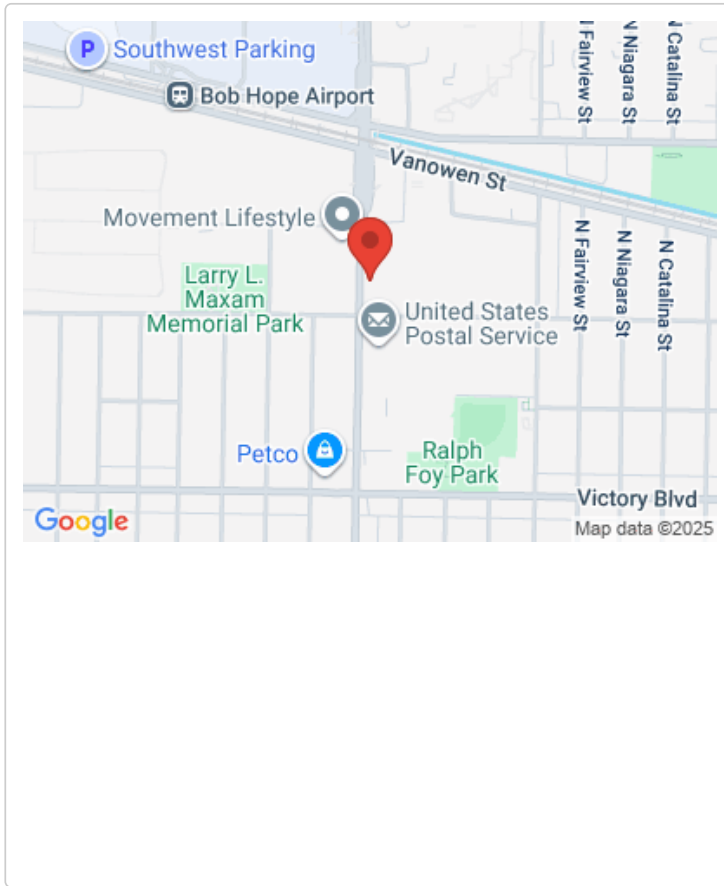 P
Southwest Parking
Bob Hope Airport
N Fairview St
N Niagara St
N Catalina St
Vanowen St
Movement Lifestyle
Larry L.
Maxam
Memorial Park
United States
Postal Service
N Fairview St
N Niagara St
N Catalina St
Petco
Ralph
Foy Park
Victory Blvd
Google
Map data ©2025